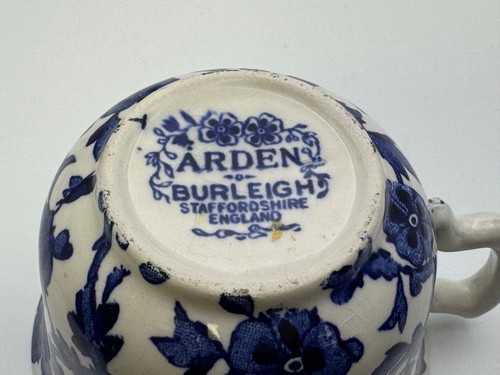 ARDEN
BURLEIGH
STAFFORDSHIRE
ENGLAND